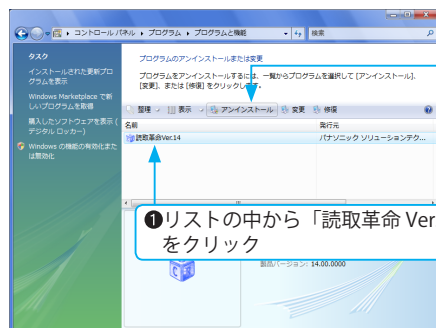 コントロール パネル ▸ プログラム ▸ プログラムと機能
検索
タスク
インストールされた更新プログラムを表示
Windows Marketplace で新しいプログラムを取得
購入したソフトウェアを表示 (デジタル ロッカー)
Windows の機能の有効化または無効化
プログラムのアンインストールまたは変更
プログラムをアンインストールするには、一覧からプログラムを選択して [アンインストール]、
[変更]、または [修復] をクリックします。
整理 表示 アンインストール 変更 修復
名前 発行元
読取革命Ver.14 パナソニック ソリューションテク...
❶リストの中から「読取革命 Ver
をクリック
製品バージョン: 14.00.0000